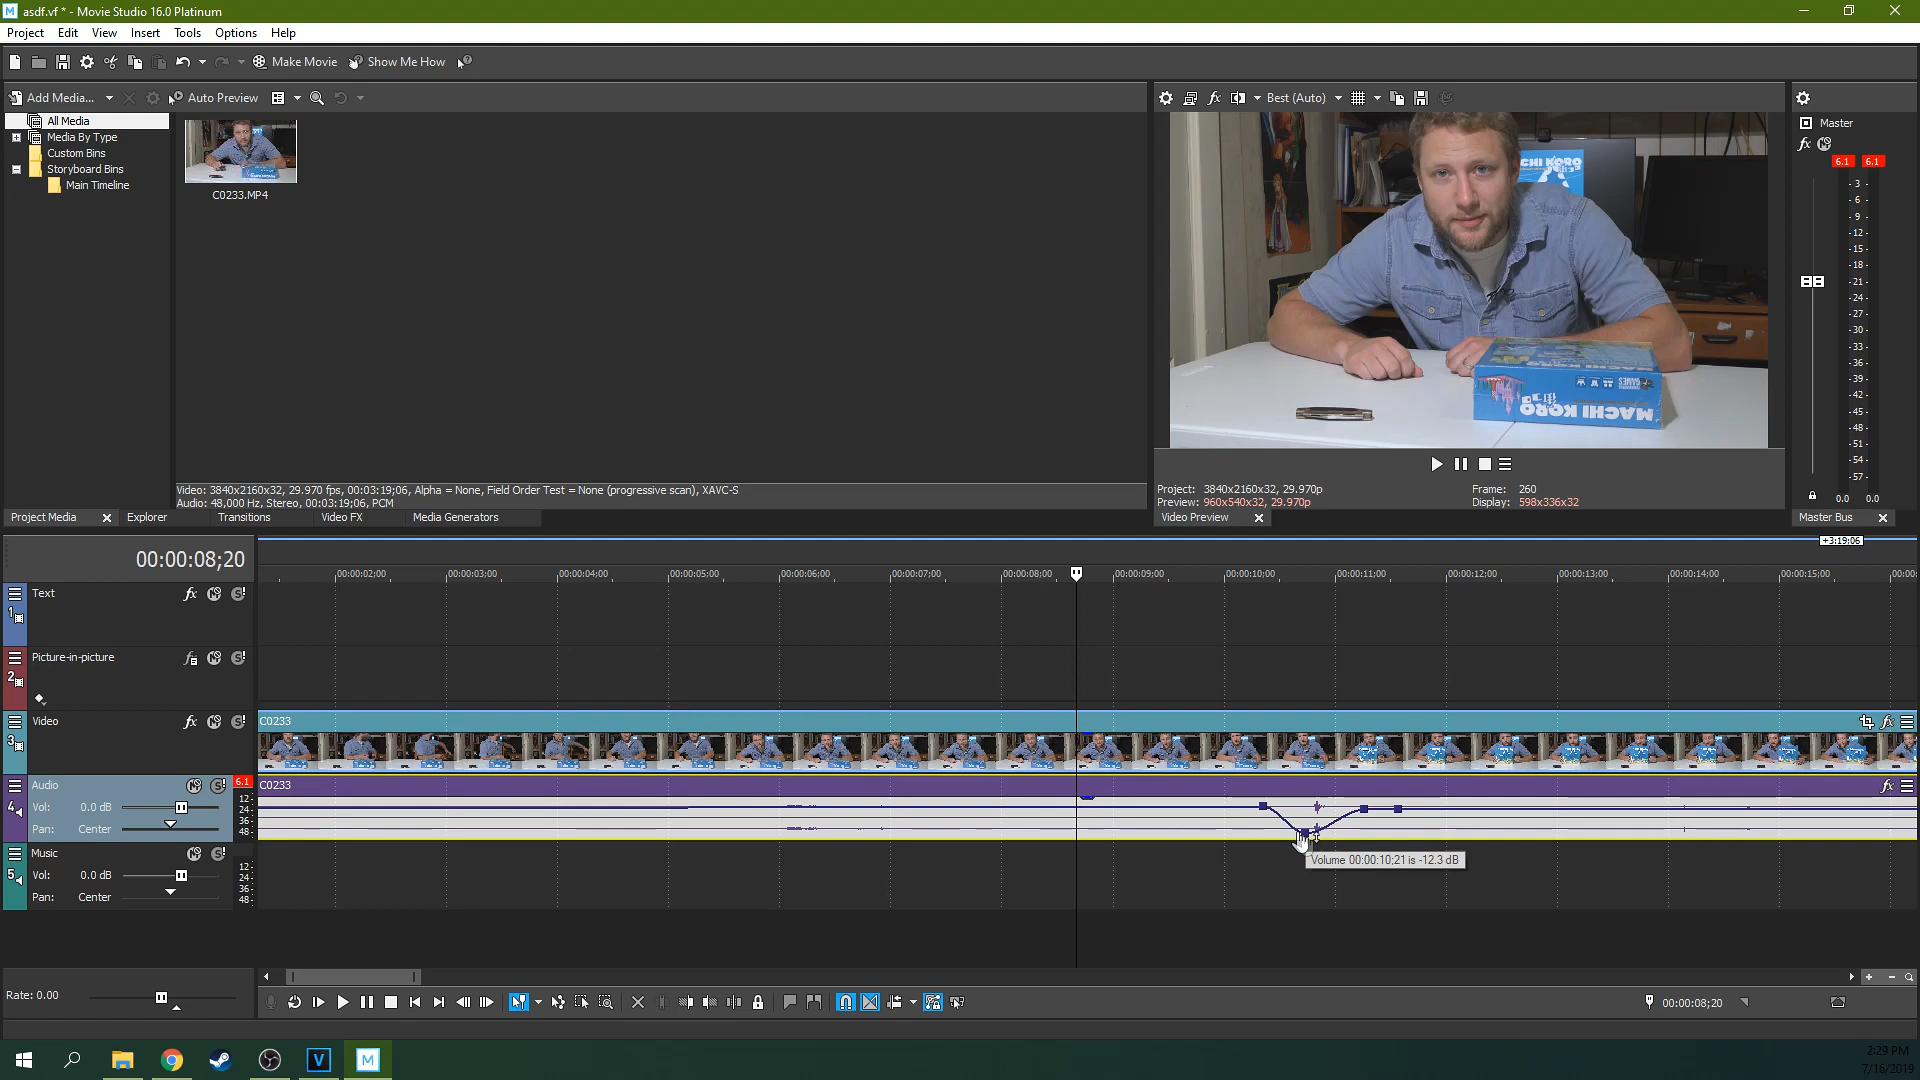 M asdf.vf * - Movie Studio 16.0 Platinum
Project Edit View Insert Tools Options Help
Make Movie Show Me How
Add Media... Auto Preview
fx Best (Auto)
All Media
Media By Type
Custom Bins
Storyboard Bins
Main Timeline
C0233.MP4
MACHI KORO
GAMES
MACHI KORO
Master
fx
6.1 6.1
- 3 -
- 6 -
- 9 -
- 12 -
- 15 -
- 18 -
- 21 -
- 24 -
- 27 -
- 30 -
- 33 -
- 36 -
- 39 -
- 42 -
- 45 -
- 48 -
- 51 -
- 54 -
- 57 -
0.0 0.0
Video: 3840x2160x32, 29.970 fps, 00:03:19;06, Alpha = None, Field Order Test = None (progressive scan), XAVC-S
Audio: 48,000 Hz, Stereo, 00:03:19;06, PCM
Project: 3840x2160x32, 29.970p
Preview: 960x540x32, 29.970p
Frame: 260
Display: 598x336x32
Project Media Explorer Transitions Video FX Media Generators
Video Preview
Master Bus
+3:19;06
00:00:08;20
00:00:02;00 00:00:03;00 00:00:04;00 00:00:05;00 00:00:06;00 00:00:07;00 00:00:08;00 00:00:09;00 00:00:10;00 00:00:11;00 00:00:12;00 00:00:13;00 00:00:14;00 00:00:15;00 00:00:
1 Text fx S!
2 Picture-in-picture fx S!
3 Video fx S!
C0233
fx
4 Audio S! 6.1
C0233
fx
Vol: 0.0 dB
Pan: Center
12-
24-
36-
48-
Volume 00:00:10;21 is -12.3 dB
5 Music S!
Vol: 0.0 dB
Pan: Center
12-
24-
36-
48-
Rate: 0.00
00:00:08;20
V M
2:29 PM
7/16/2019